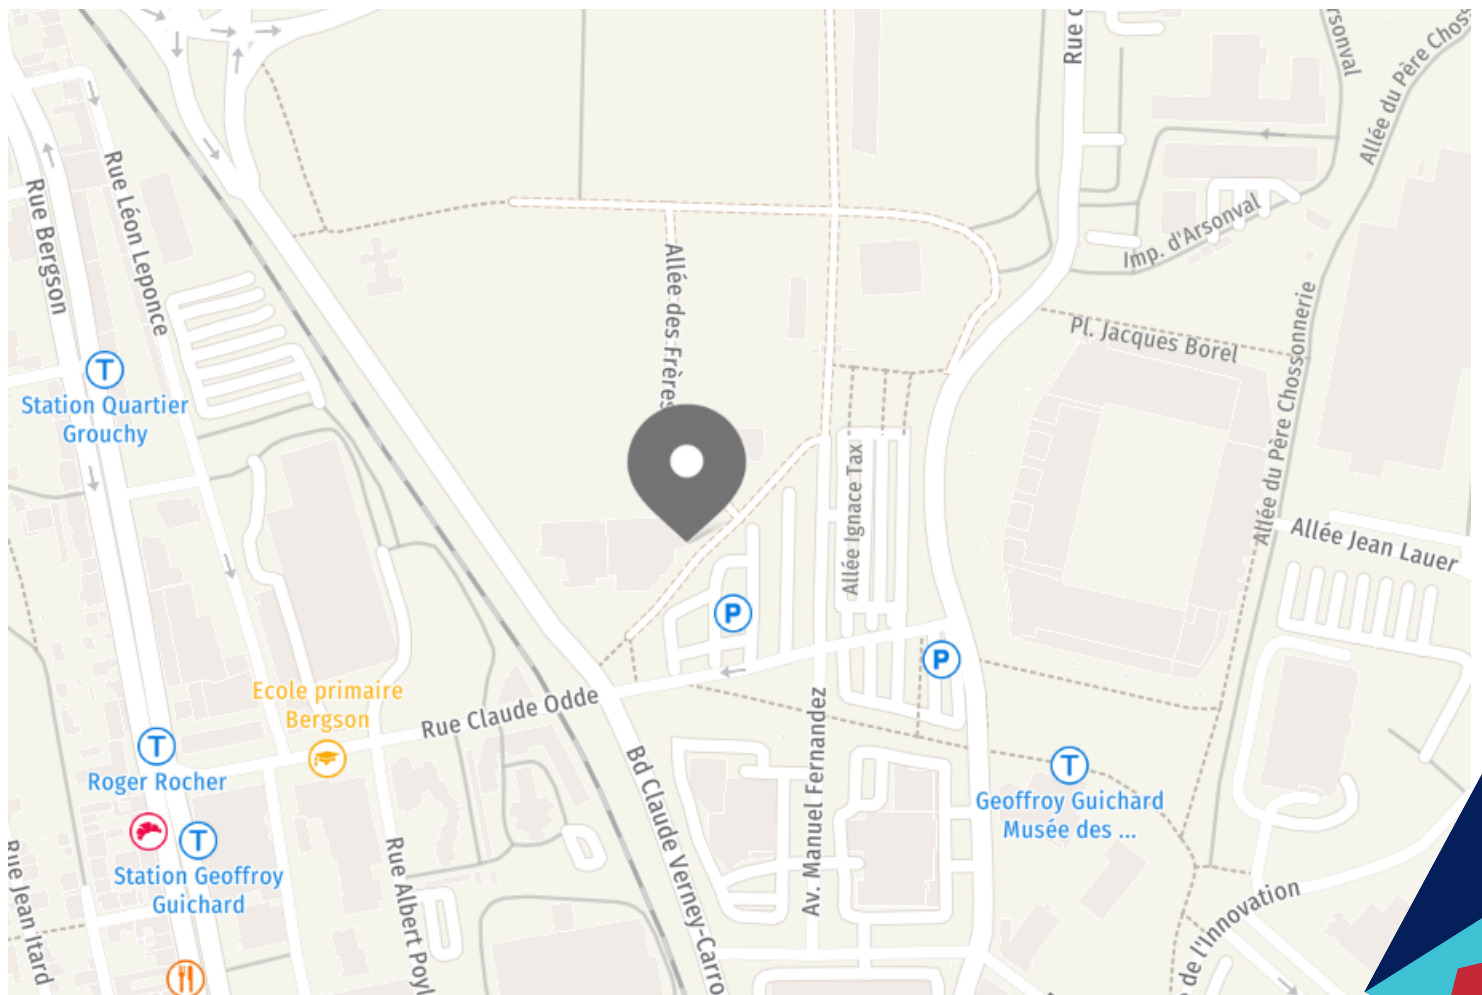 Rue C
rsonval
Allée du Père Choss
Rue Léon Leponce
Rue Bergson
Imp. d'Arsonval
Allée des Frères
Pl. Jacques Borel
T
Station Quartier
Grouchy
Allée du Père Chossonnerie
Allée Ignace Tax
Allée Jean Lauer
P
P
Ecole primaire
Bergson
Rue Claude Odde
T
Roger Rocher
Bd Claude Verney-Carro
Av. Manuel Fernandez
T
Geoffroy Guichard
Musée des ...
T
Station Geoffroy
Guichard
Rue Jean Itard
Rue Albert Poyl
de l'Innovation